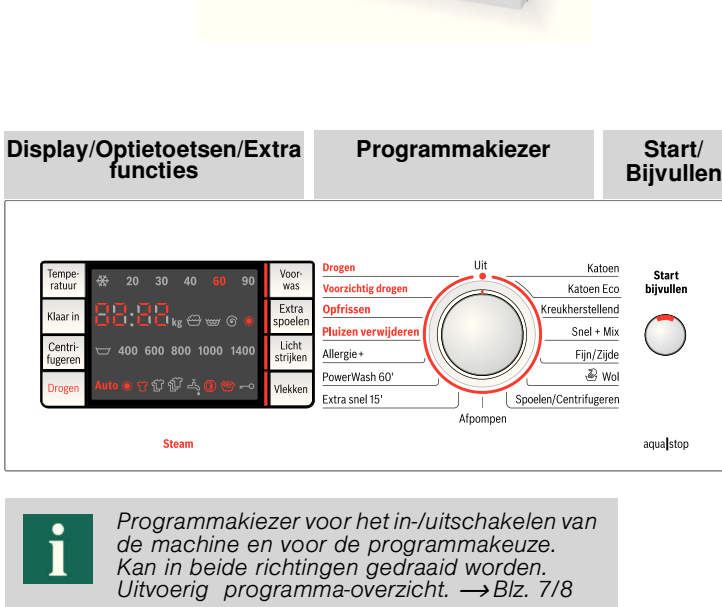 Display/Optietoetsen/Extra
functies
Programmakiezer
Start/
Bijvullen
Tempe-
ratuur
Klaar in
Centri-
fugeren
Drogen
20 30 40 60 90
88:88 kg
400 600 800 1000 1400
Auto
Voor-
was
Extra
spoelen
Licht
strijken
Vlekken
Steam
Drogen
Voorzichtig drogen
Opfrissen
Pluizen verwijderen
Allergie+
PowerWash 60'
Extra snel 15'
Uit
Afpompen
Katoen
Katoen Eco
Kreukherstellend
Snel + Mix
Fijn/Zijde
Wol
Spoelen/Centrifugeren
Start
bijvullen
aquastop
i
Programmakiezer voor het in-/uitschakelen van
de machine en voor de programmakeuze.
Kan in beide richtingen gedraaid worden.
Uitvoerig programma-overzicht. → Blz. 7/8